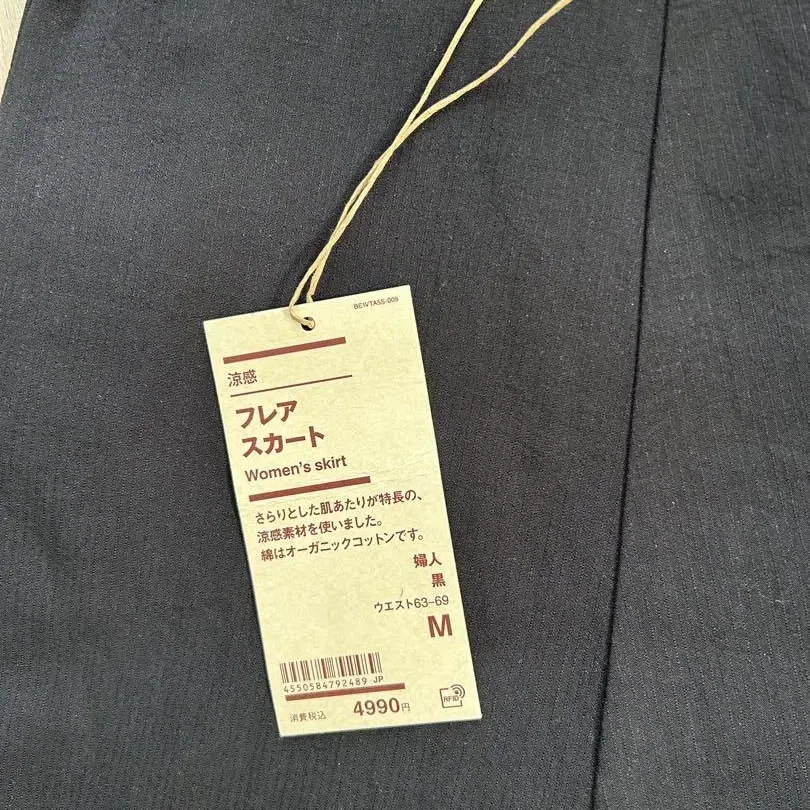 BEIVTA5S-009
涼感
フレア
スカート
Women's skirt
さらりとした肌あたりが特長の、
涼感素材を使いました。
綿はオーガニックコットンです。
婦人
黒
ウエスト63-69
M
4550584792489 JP
消費税込 4990円
RFID